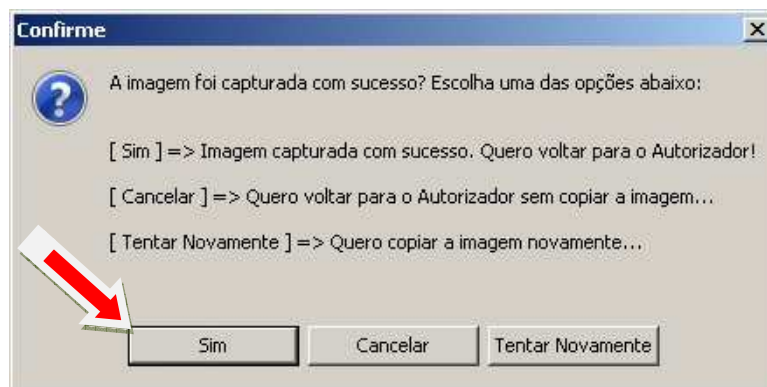 Confirme
A imagem foi capturada com sucesso? Escolha uma das opções abaixo:
[ Sim ] => Imagem capturada com sucesso. Quero voltar para o Autorizador!
[ Cancelar ] => Quero voltar para o Autorizador sem copiar a imagem...
[ Tentar Novamente ] => Quero copiar a imagem novamente...
Sim Cancelar Tentar Novamente